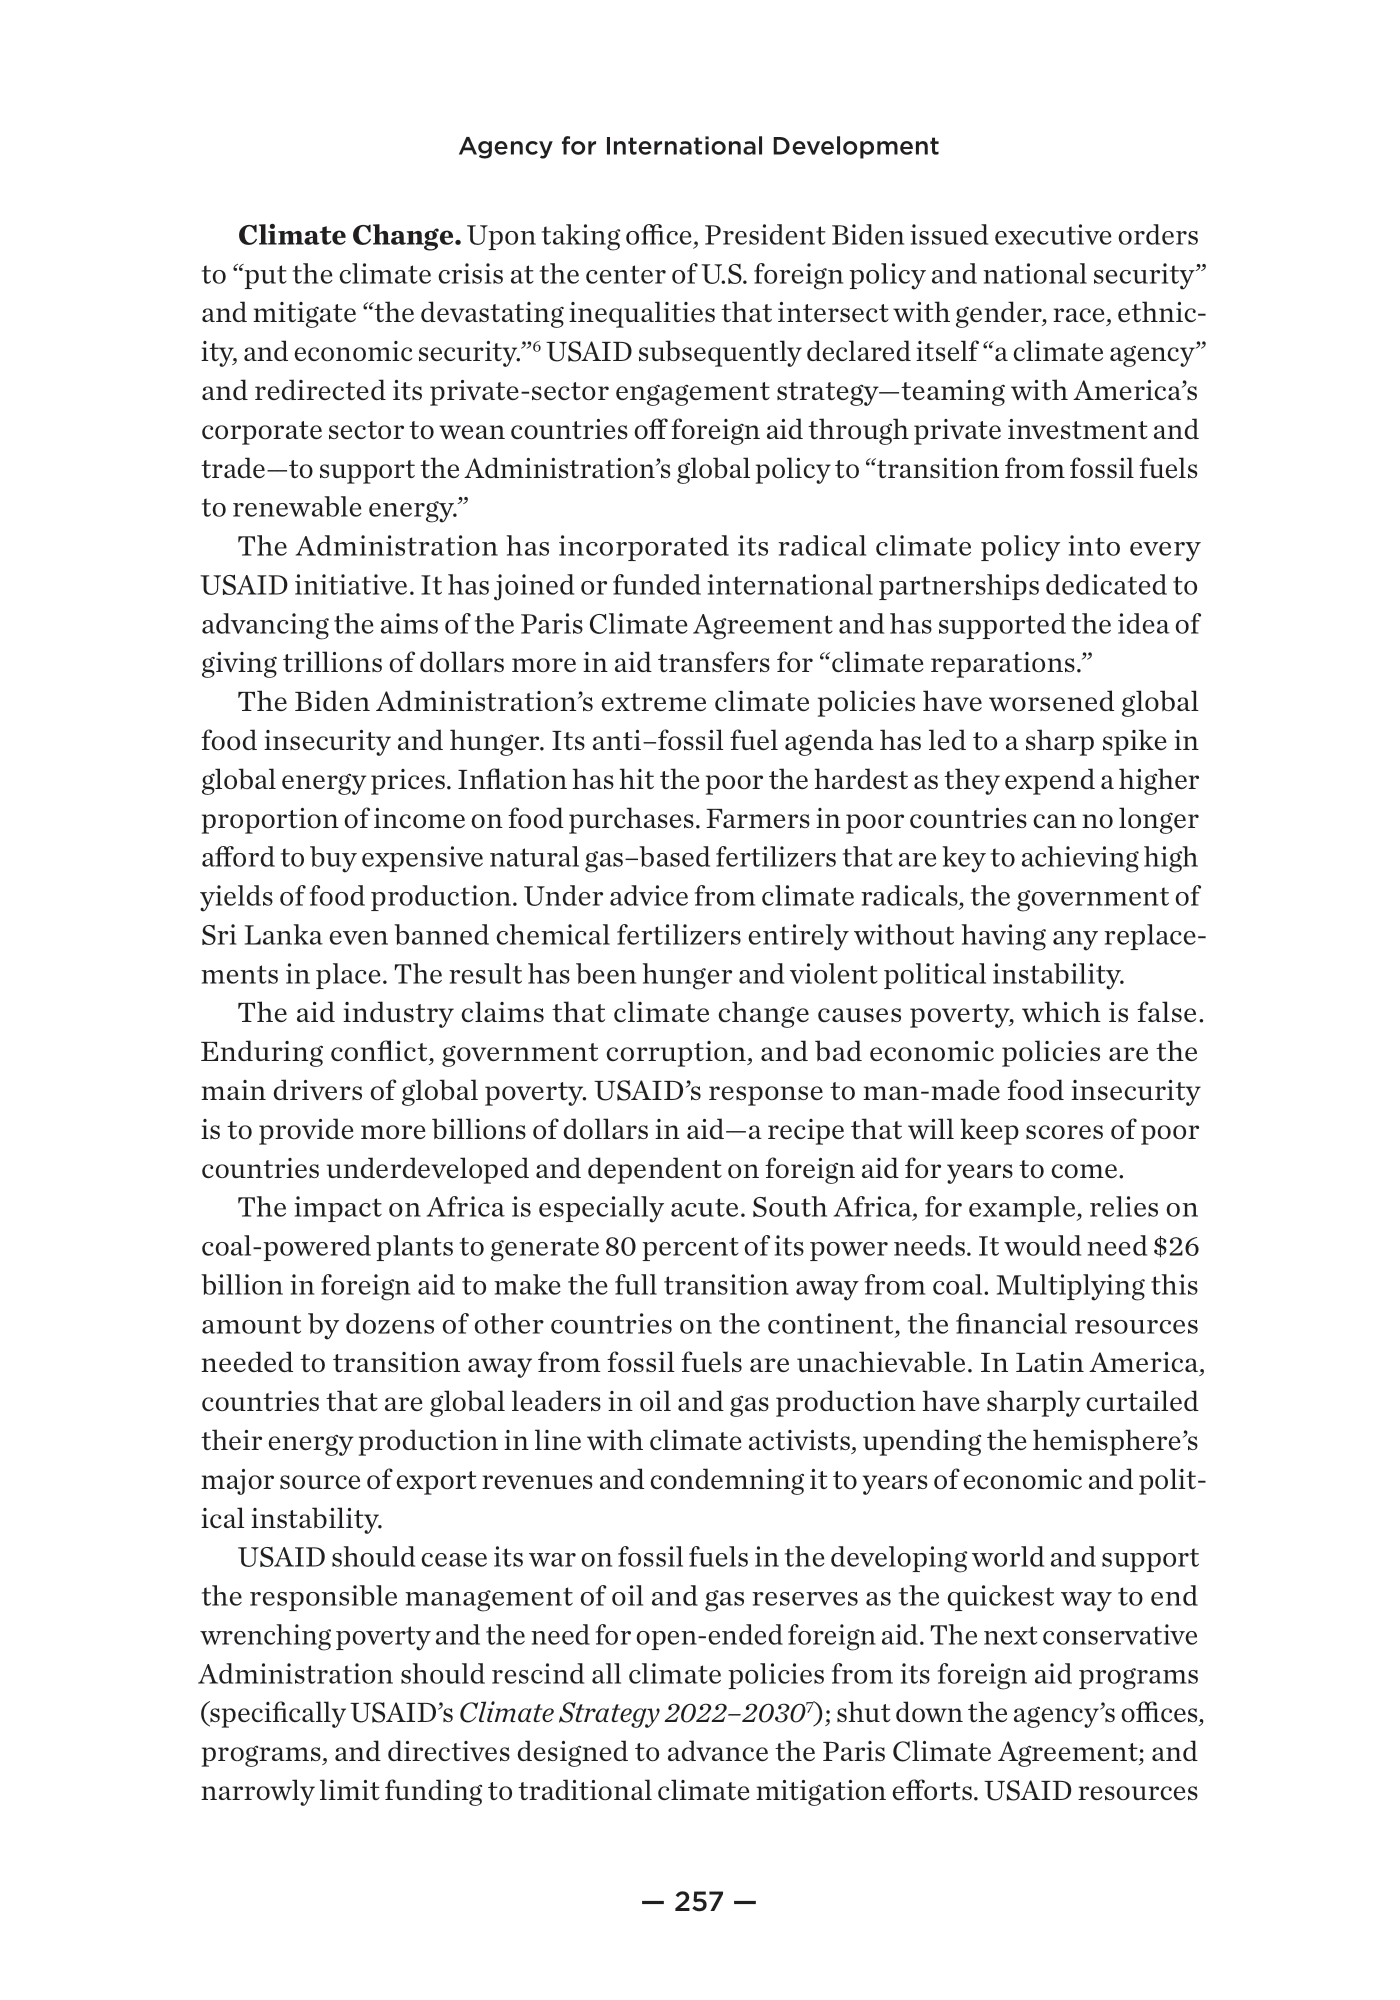 Agency for International Development
Climate Change. Upon taking office, President Biden issued executive orders
to “put the climate crisis at the center of U.S. foreign policy and national security”
and mitigate “the devastating inequalities that intersect with gender, race, ethnic-
ity, and economic security.”⁶ USAID subsequently declared itself “a climate agency”
and redirected its private-sector engagement strategy—teaming with America’s
corporate sector to wean countries off foreign aid through private investment and
trade—to support the Administration’s global policy to “transition from fossil fuels
to renewable energy.”
The Administration has incorporated its radical climate policy into every
USAID initiative. It has joined or funded international partnerships dedicated to
advancing the aims of the Paris Climate Agreement and has supported the idea of
giving trillions of dollars more in aid transfers for “climate reparations.”
The Biden Administration’s extreme climate policies have worsened global
food insecurity and hunger. Its anti–fossil fuel agenda has led to a sharp spike in
global energy prices. Inflation has hit the poor the hardest as they expend a higher
proportion of income on food purchases. Farmers in poor countries can no longer
afford to buy expensive natural gas–based fertilizers that are key to achieving high
yields of food production. Under advice from climate radicals, the government of
Sri Lanka even banned chemical fertilizers entirely without having any replace-
ments in place. The result has been hunger and violent political instability.
The aid industry claims that climate change causes poverty, which is false.
Enduring conflict, government corruption, and bad economic policies are the
main drivers of global poverty. USAID’s response to man-made food insecurity
is to provide more billions of dollars in aid—a recipe that will keep scores of poor
countries underdeveloped and dependent on foreign aid for years to come.
The impact on Africa is especially acute. South Africa, for example, relies on
coal-powered plants to generate 80 percent of its power needs. It would need $26
billion in foreign aid to make the full transition away from coal. Multiplying this
amount by dozens of other countries on the continent, the financial resources
needed to transition away from fossil fuels are unachievable. In Latin America,
countries that are global leaders in oil and gas production have sharply curtailed
their energy production in line with climate activists, upending the hemisphere’s
major source of export revenues and condemning it to years of economic and polit-
ical instability.
USAID should cease its war on fossil fuels in the developing world and support
the responsible management of oil and gas reserves as the quickest way to end
wrenching poverty and the need for open-ended foreign aid. The next conservative
Administration should rescind all climate policies from its foreign aid programs
(specifically USAID’s Climate Strategy 2022–2030⁷); shut down the agency’s offices,
programs, and directives designed to advance the Paris Climate Agreement; and
narrowly limit funding to traditional climate mitigation efforts. USAID resources
— 257 —